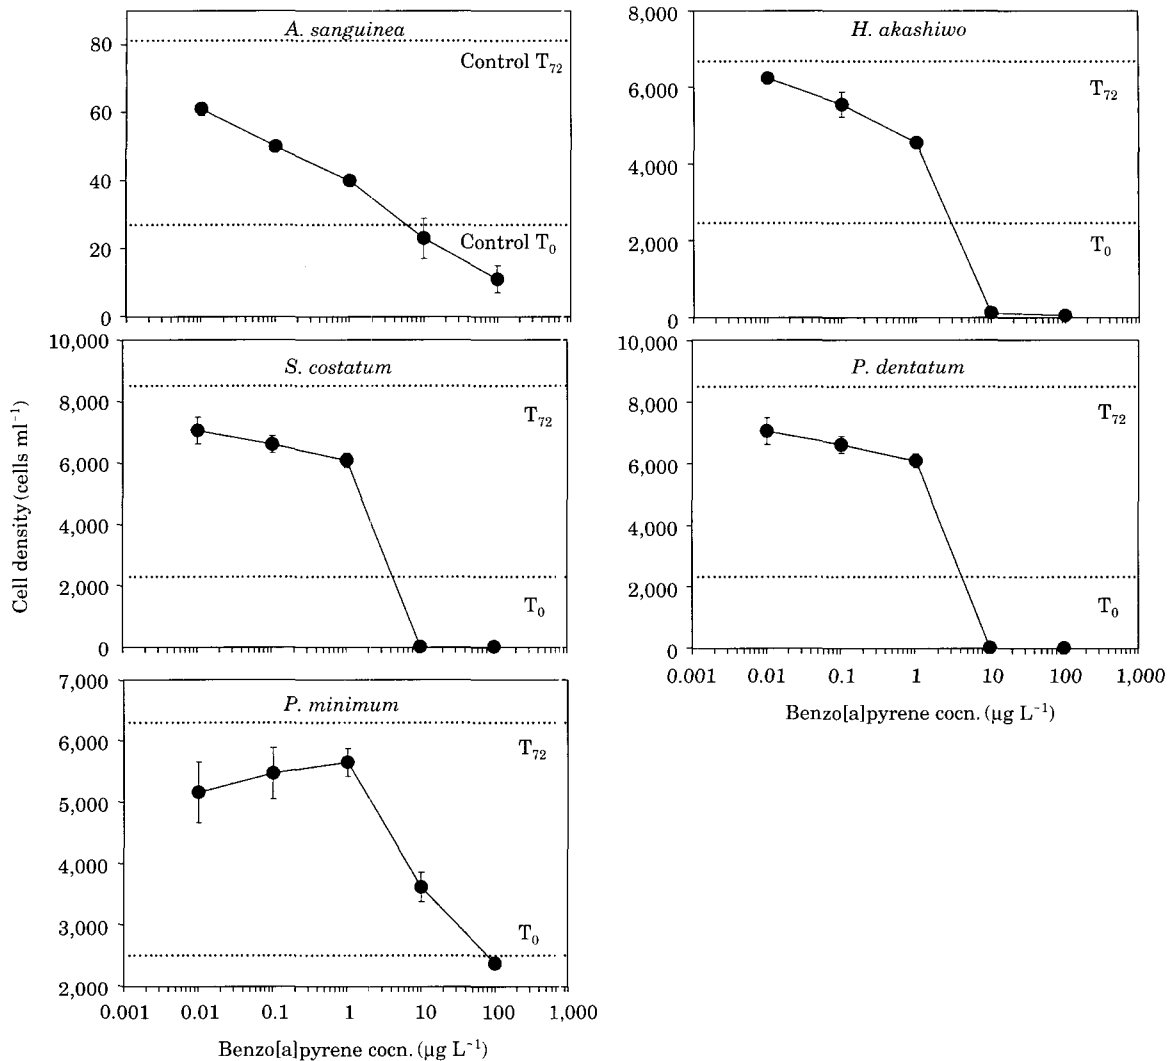 A. sanguinea
80
Control T₇₂
60
40
Control T₀
20
0
H. akashiwo
8,000
6,000
T₇₂
4,000
2,000
T₀
0
S. costatum
10,000
8,000
T₇₂
6,000
4,000
2,000
T₀
0
P. dentatum
10,000
8,000
T₇₂
6,000
4,000
2,000
T₀
0
0.001 0.01 0.1 1 10 100 1,000
Benzo[a]pyrene cocn. (μg L⁻¹)
Cell density (cells ml⁻¹)
P. minimum
7,000
6,000
T₇₂
5,000
4,000
3,000
T₀
2,000
0.001 0.01 0.1 1 10 100 1,000
Benzo[a]pyrene cocn. (μg L⁻¹)